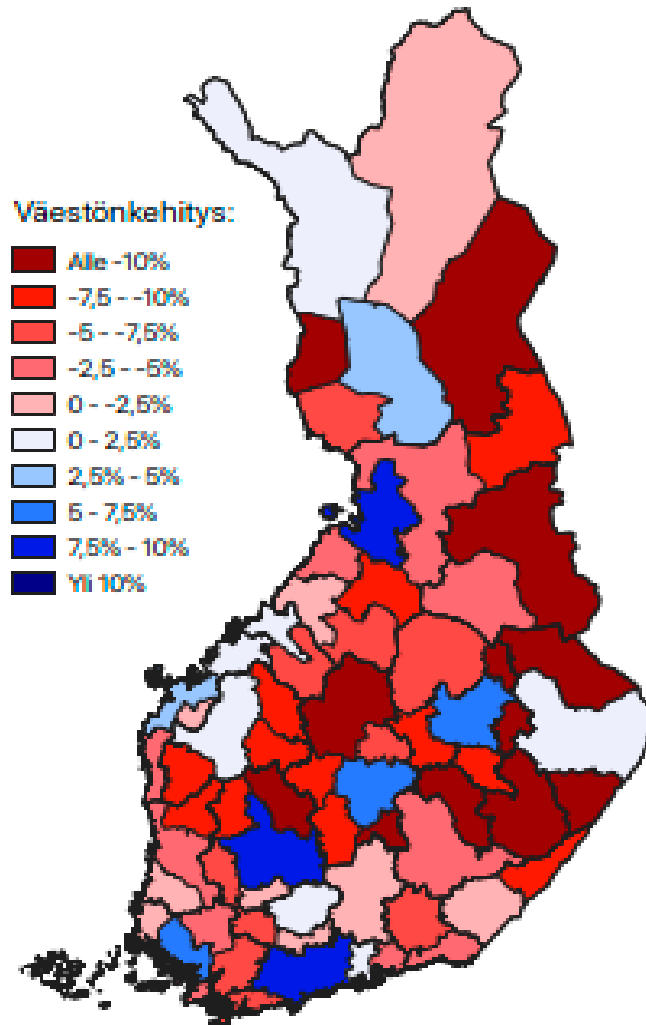 Väestönkehitys:
Alle -10%
-7,5 - -10%
-5 - -7,5%
-2,5 - -5%
0 - -2,5%
0 - 2,5%
2,5% - 5%
5 - 7,5%
7,5% - 10%
Yli 10%